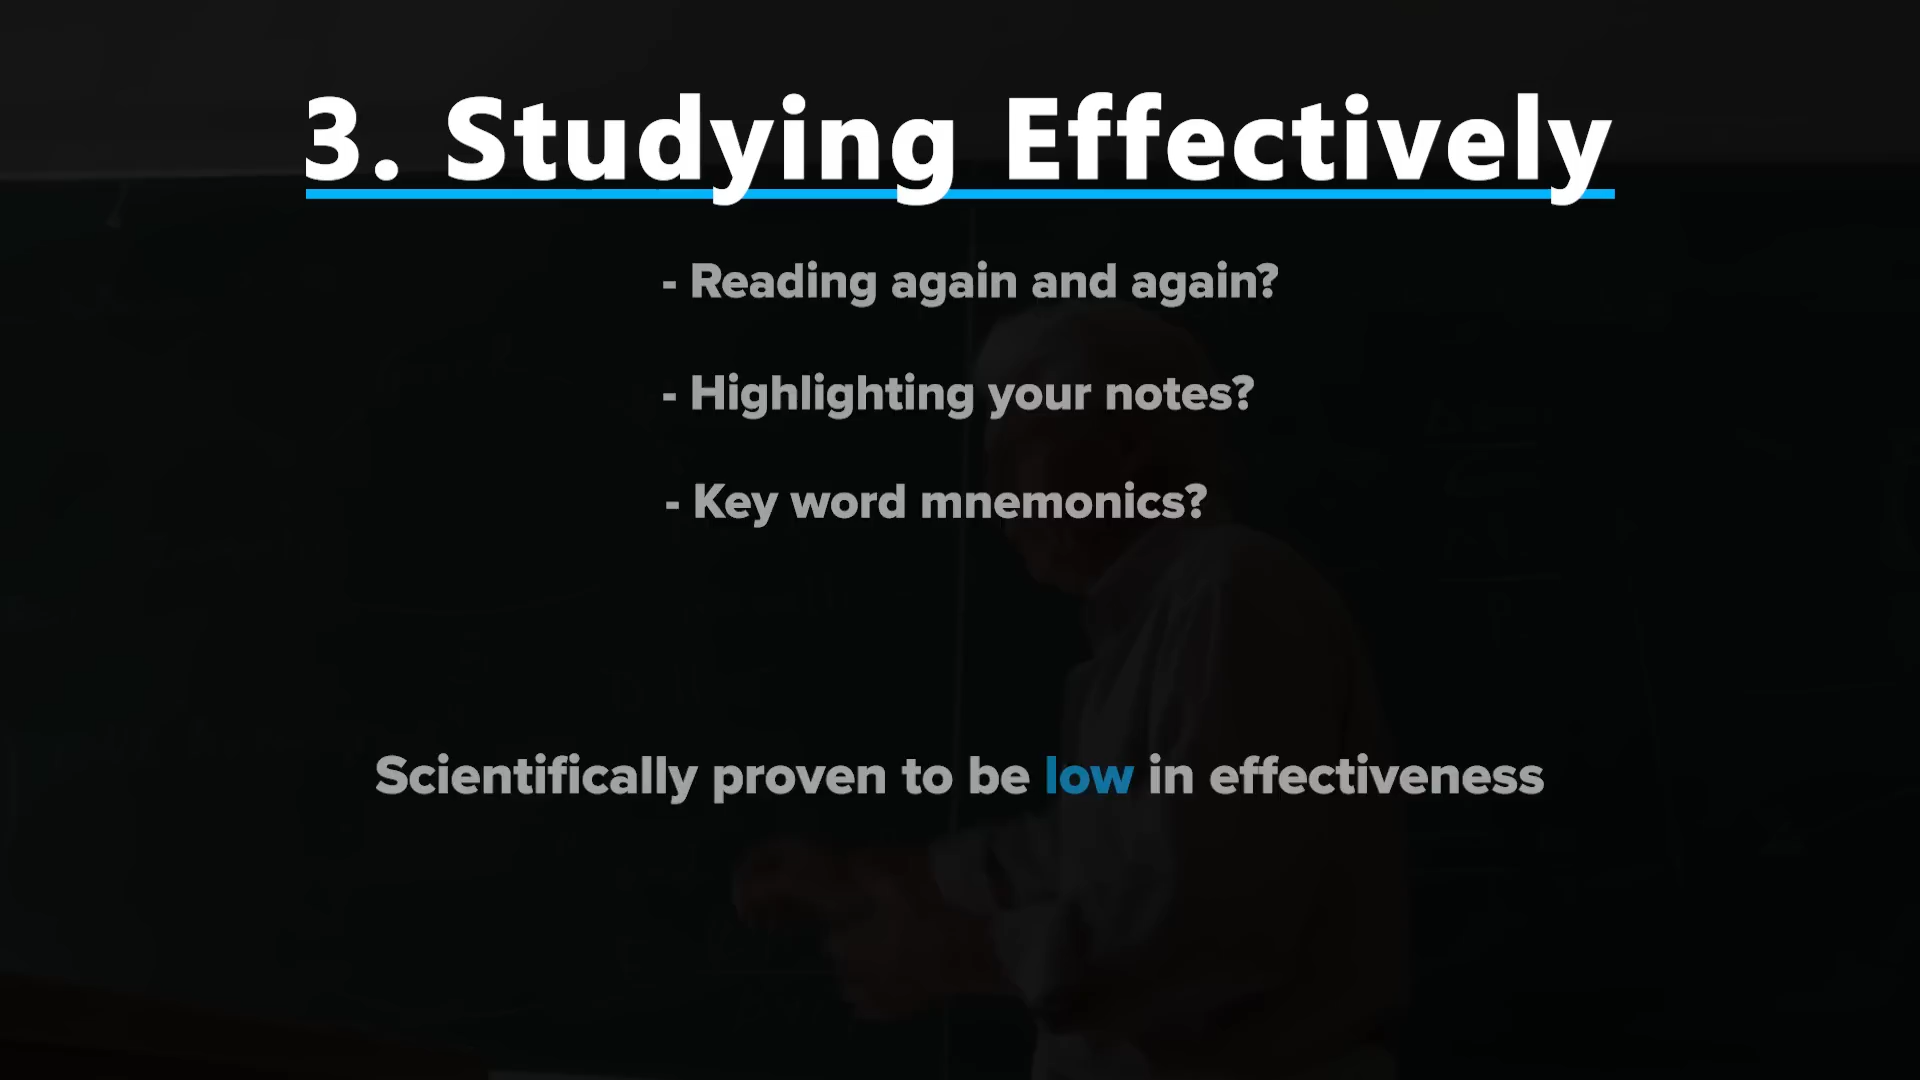 3. Studying Effectively
- Reading again and again?
- Highlighting your notes?
- Key word mnemonics?
Scientifically proven to be low in effectiveness